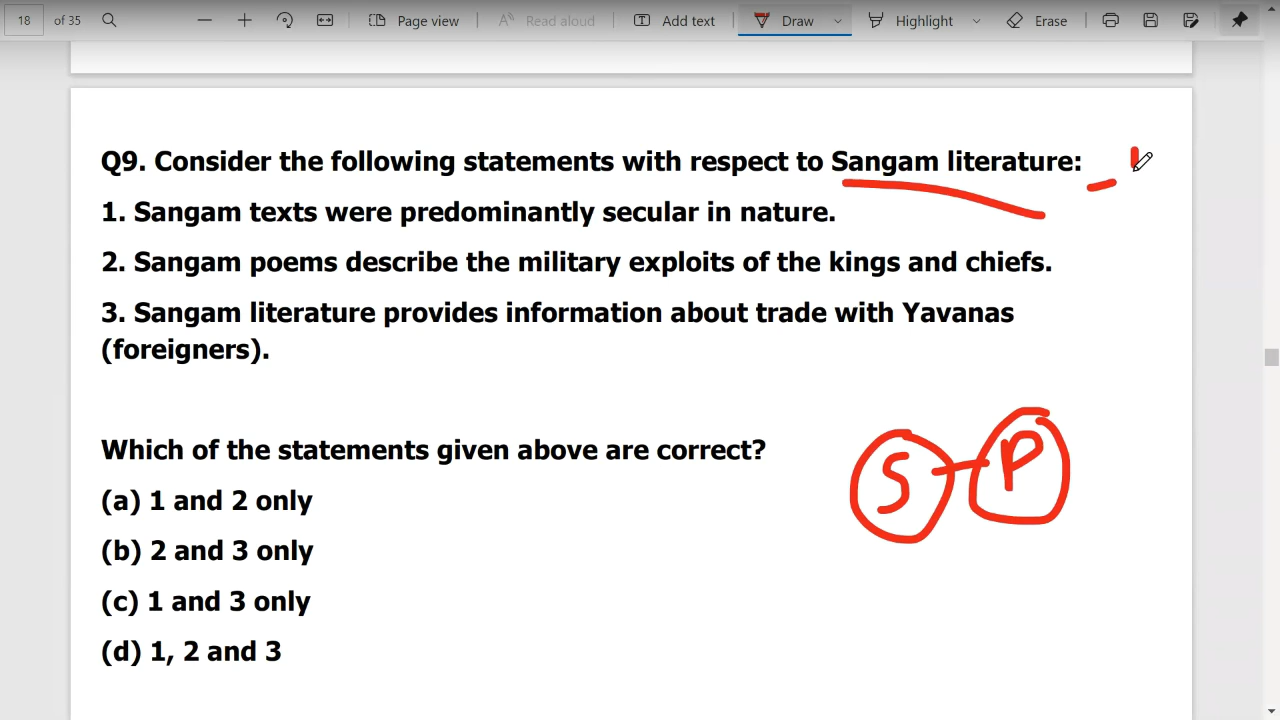 18 of 35 Page view Read aloud Add text Draw Highlight Erase
Q9. Consider the following statements with respect to Sangam literature:
1. Sangam texts were predominantly secular in nature.
2. Sangam poems describe the military exploits of the kings and chiefs.
3. Sangam literature provides information about trade with Yavanas
(foreigners).
Which of the statements given above are correct?
S - P
(a) 1 and 2 only
(b) 2 and 3 only
(c) 1 and 3 only
(d) 1, 2 and 3